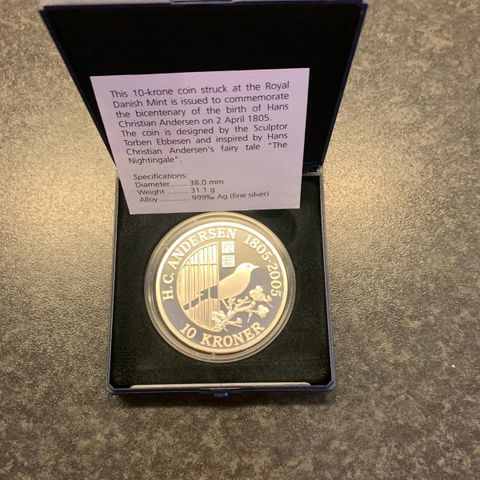 This 10-krone coin struck at the Royal
Danish Mint is issued to commemorate
the bicentenary of the birth of Hans
Christian Andersen on 2 April 1805.
The coin is designed by the Sculptor
Torben Ebbesen and inspired by Hans
Christian Andersen's fairy tale "The
Nightingale".
Specifications:
Diameter....... 38.0 mm
Weight ......... 31.1 g
Alloy............. 999‰ Ag (fine silver)
H.C. ANDERSEN 1805-2005
10 KRONER